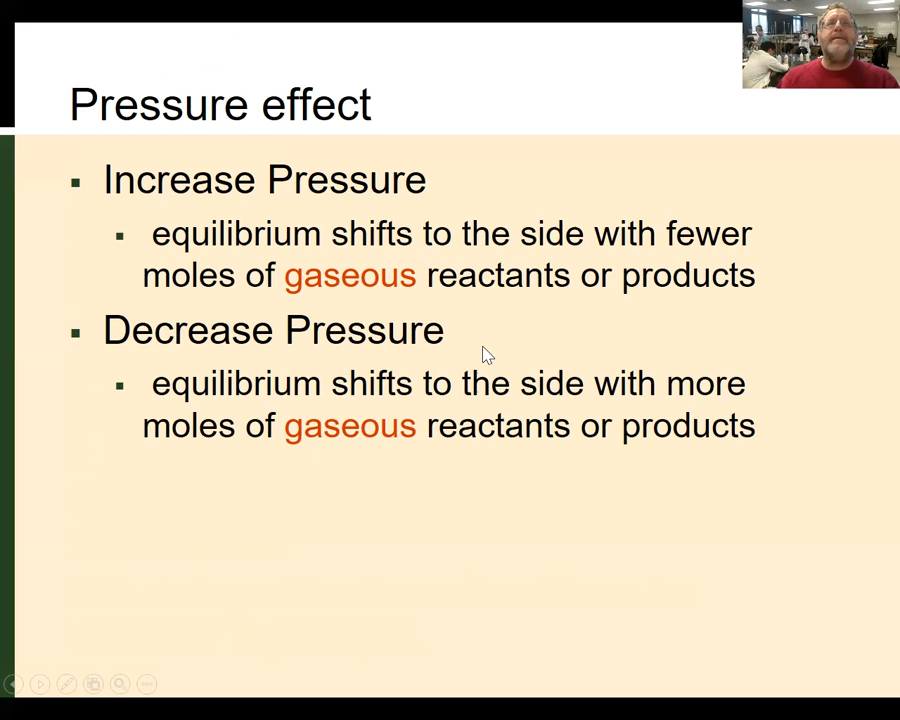 Pressure effect
Increase Pressure
equilibrium shifts to the side with fewer
moles of gaseous reactants or products
Decrease Pressure
equilibrium shifts to the side with more
moles of gaseous reactants or products